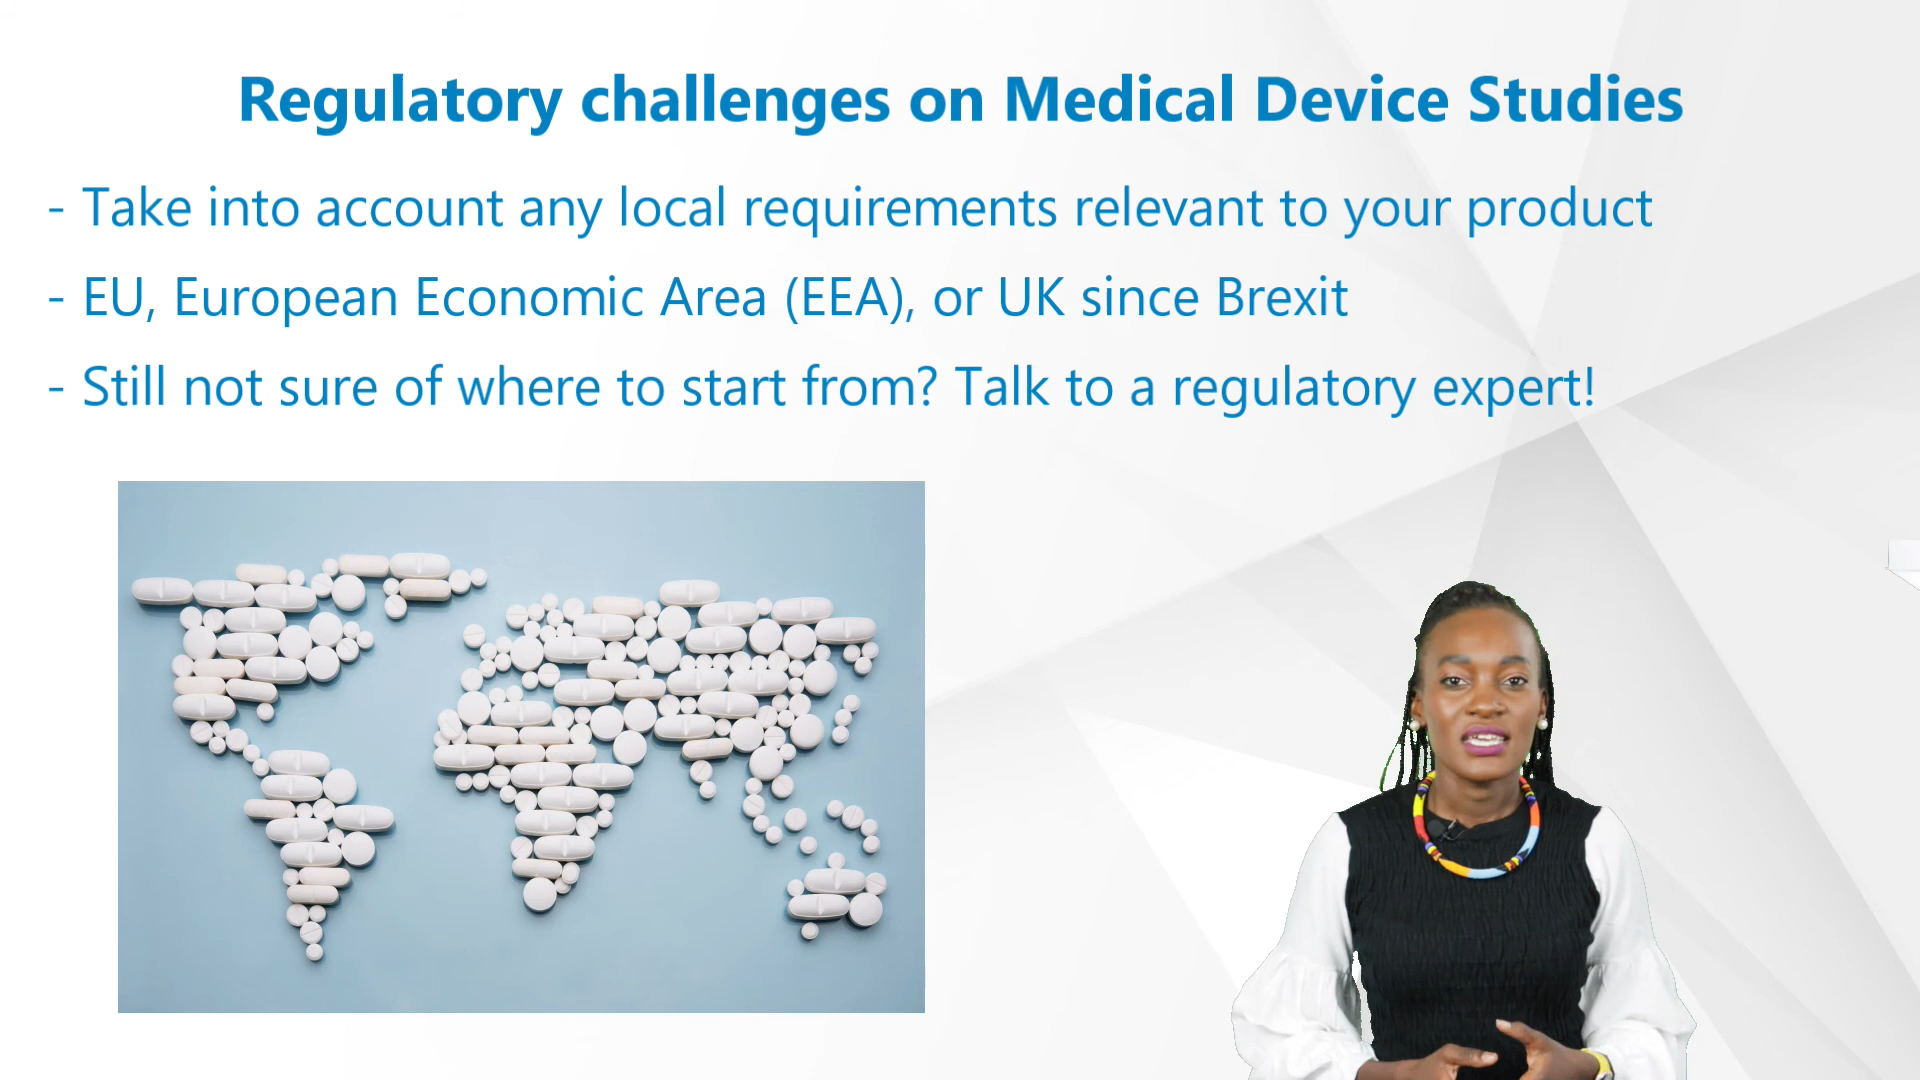 Regulatory challenges on Medical Device Studies
- Take into account any local requirements relevant to your product
- EU, European Economic Area (EEA), or UK since Brexit
- Still not sure of where to start from? Talk to a regulatory expert!